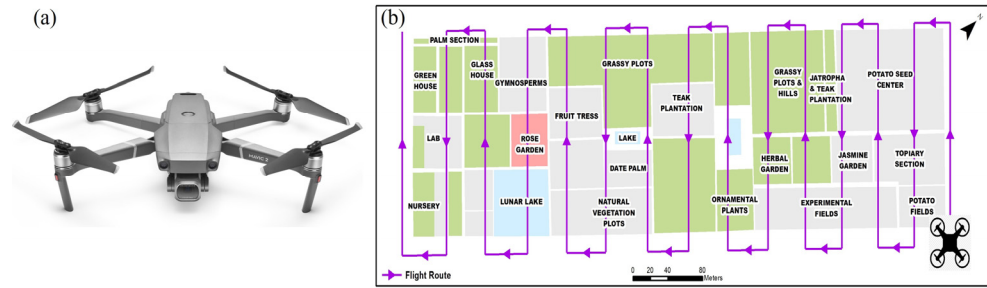 (a)
MAVIC 2
(b)
N
PALM SECTION
GREEN
HOUSE
GLASS
HOUSE
GYMNOSPERMS
GRASSY PLOTS
GRASSY
PLOTS &
HILLS
JATROPHA
& TEAK
PLANTATION
POTATO SEED
CENTER
TEAK
PLANTATION
FRUIT TRESS
LAB
ROSE
GARDEN
LAKE
DATE PALM
HERBAL
GARDEN
JASMINE
GARDEN
TOPIARY
SECTION
NURSERY
LUNAR LAKE
NATURAL
VEGETATION
PLOTS
ORNAMENTAL
PLANTS
EXPERIMENTAL
FIELDS
POTATO
FIELDS
Flight Route
0 20 40 80
Meters